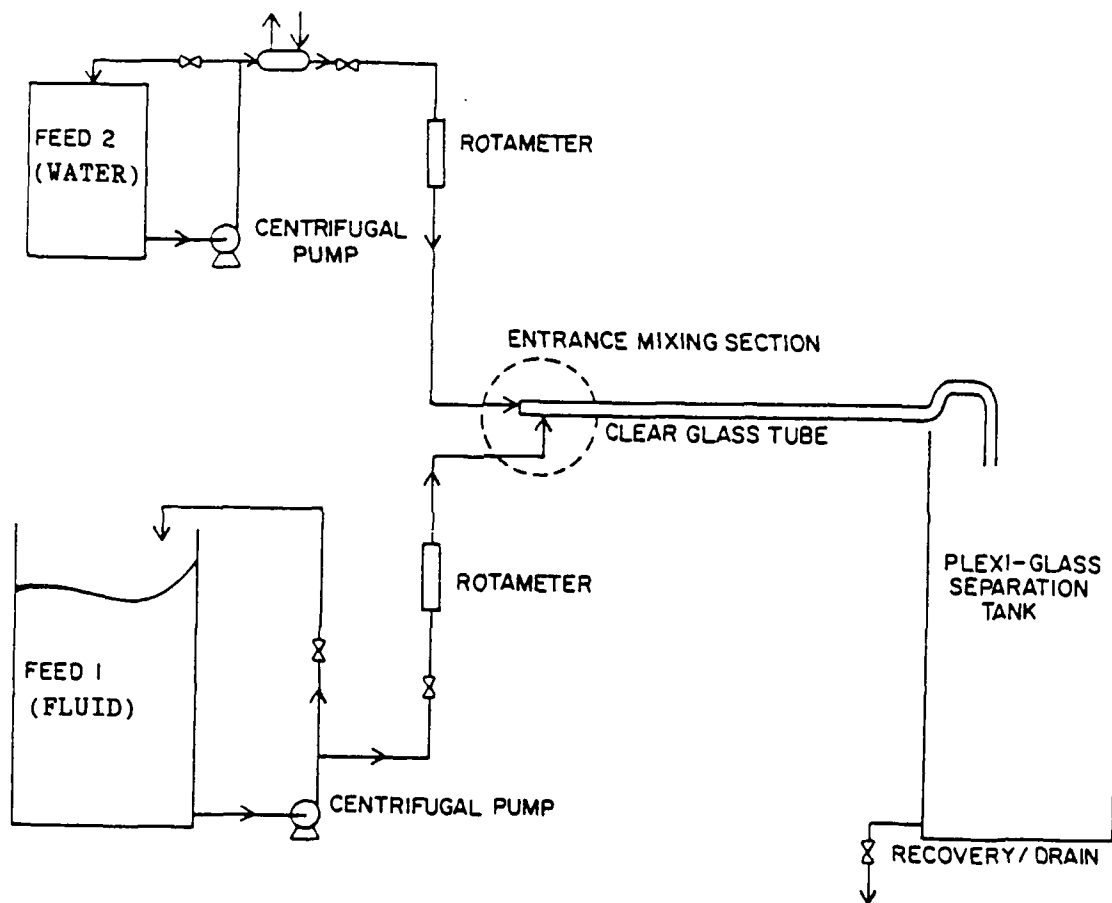 FEED 2
(WATER)
CENTRIFUGAL
PUMP
ROTAMETER
ENTRANCE MIXING SECTION
CLEAR GLASS TUBE
FEED 1
(FLUID)
CENTRIFUGAL PUMP
ROTAMETER
PLEXI-GLASS
SEPARATION
TANK
RECOVERY/DRAIN